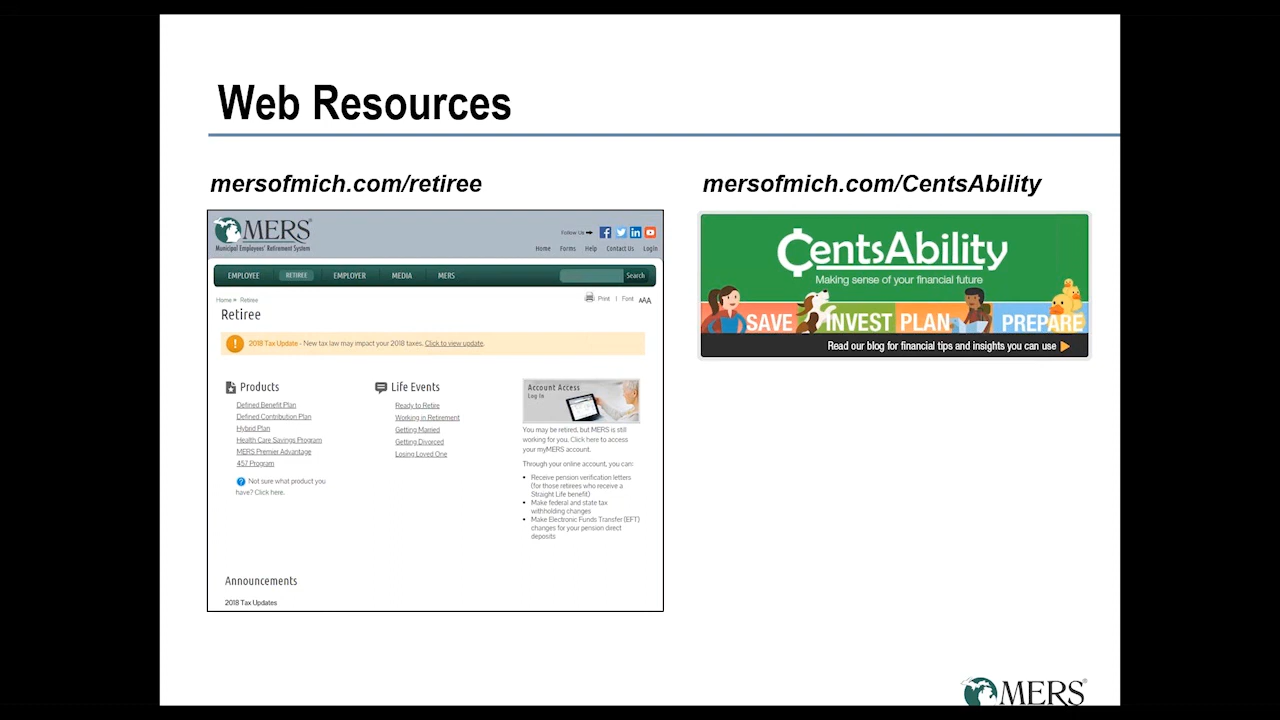 Web Resources
mersofmich.com/retiree
MERS®
Municipal Employees' Retirement System
Follow Us
Home Forms Help Contact Us Login
EMPLOYEE RETIREE EMPLOYER MEDIA MERS Search
Home » Retiree
Print | Font AAA
Retiree
! 2018 Tax Update - New tax law may impact your 2018 taxes. Click to view update.
Products
Defined Benefit Plan
Defined Contribution Plan
Hybrid Plan
Health Care Savings Program
MERS Premier Advantage
457 Program
? Not sure what product you
have? Click here.
Life Events
Ready to Retire
Working in Retirement
Getting Married
Getting Divorced
Losing Loved One
Account Access
Log In
You may be retired, but MERS is still
working for you. Click here to access
your myMERS account.
Through your online account, you can:
• Receive pension verification letters
(for those retirees who receive a
Straight Life benefit)
• Make federal and state tax
withholding changes
• Make Electronic Funds Transfer (EFT)
changes for your pension direct
deposits
Announcements
2018 Tax Updates
mersofmich.com/CentsAbility
CentsAbility
Making sense of your financial future
SAVE INVEST PLAN PREPARE
Read our blog for financial tips and insights you can use
MERS®